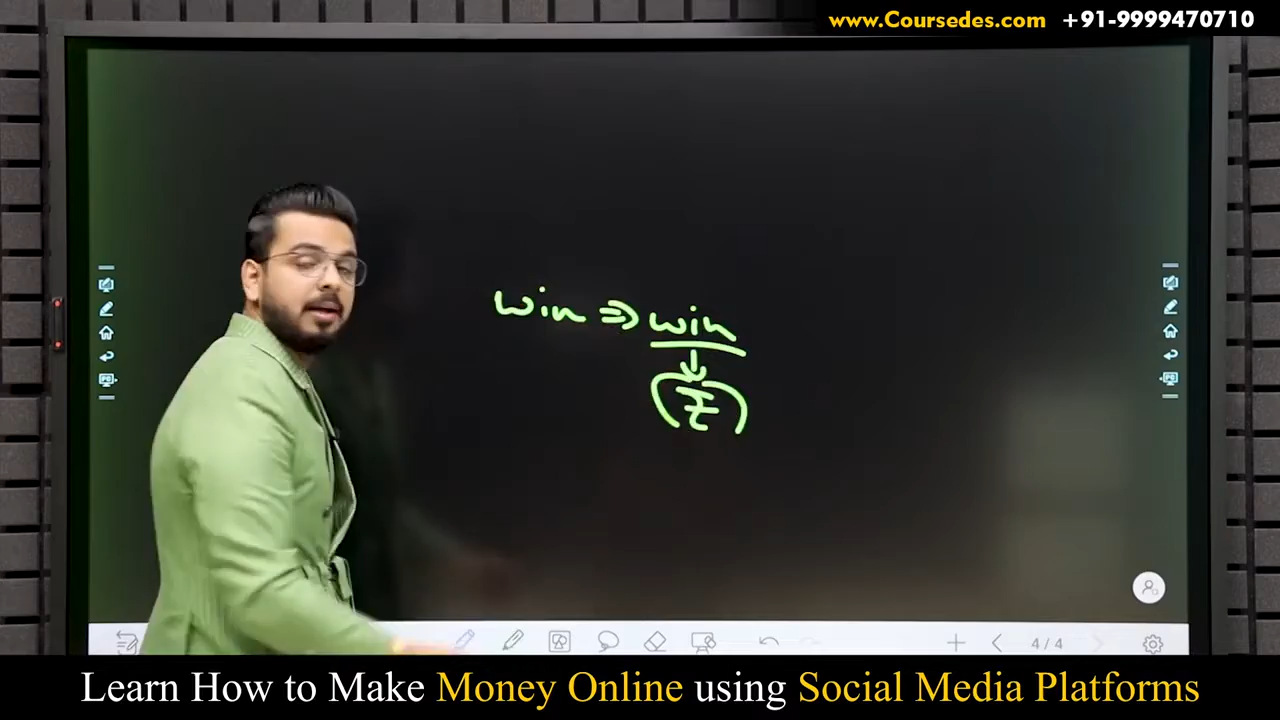 www.Coursedes.com +91-9999470710
win ⇒ win
↓
4 / 4
Learn How to Make Money Online using Social Media Platforms